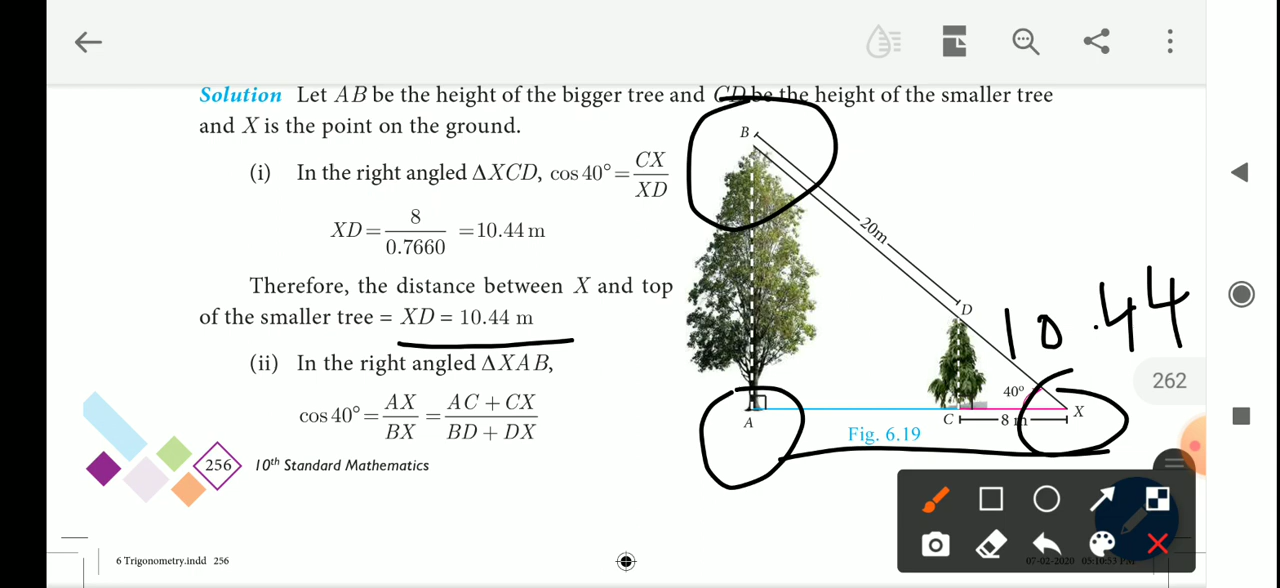 Solution Let AB be the height of the bigger tree and CD be the height of the smaller tree
and X is the point on the ground.
(i) In the right angled ΔXCD, cos 40° = CX/XD
XD = 8/0.7660 = 10.44 m
Therefore, the distance between X and top
of the smaller tree = XD = 10.44 m
(ii) In the right angled ΔXAB,
cos 40° = AX/BX = AC + CX/BD + DX
B
20m
D
10.44
40°
A
C
8 m
X
Fig. 6.19
262
256 10th Standard Mathematics
6 Trigonometry.indd 256
07-02-2020 05:10:53 PM